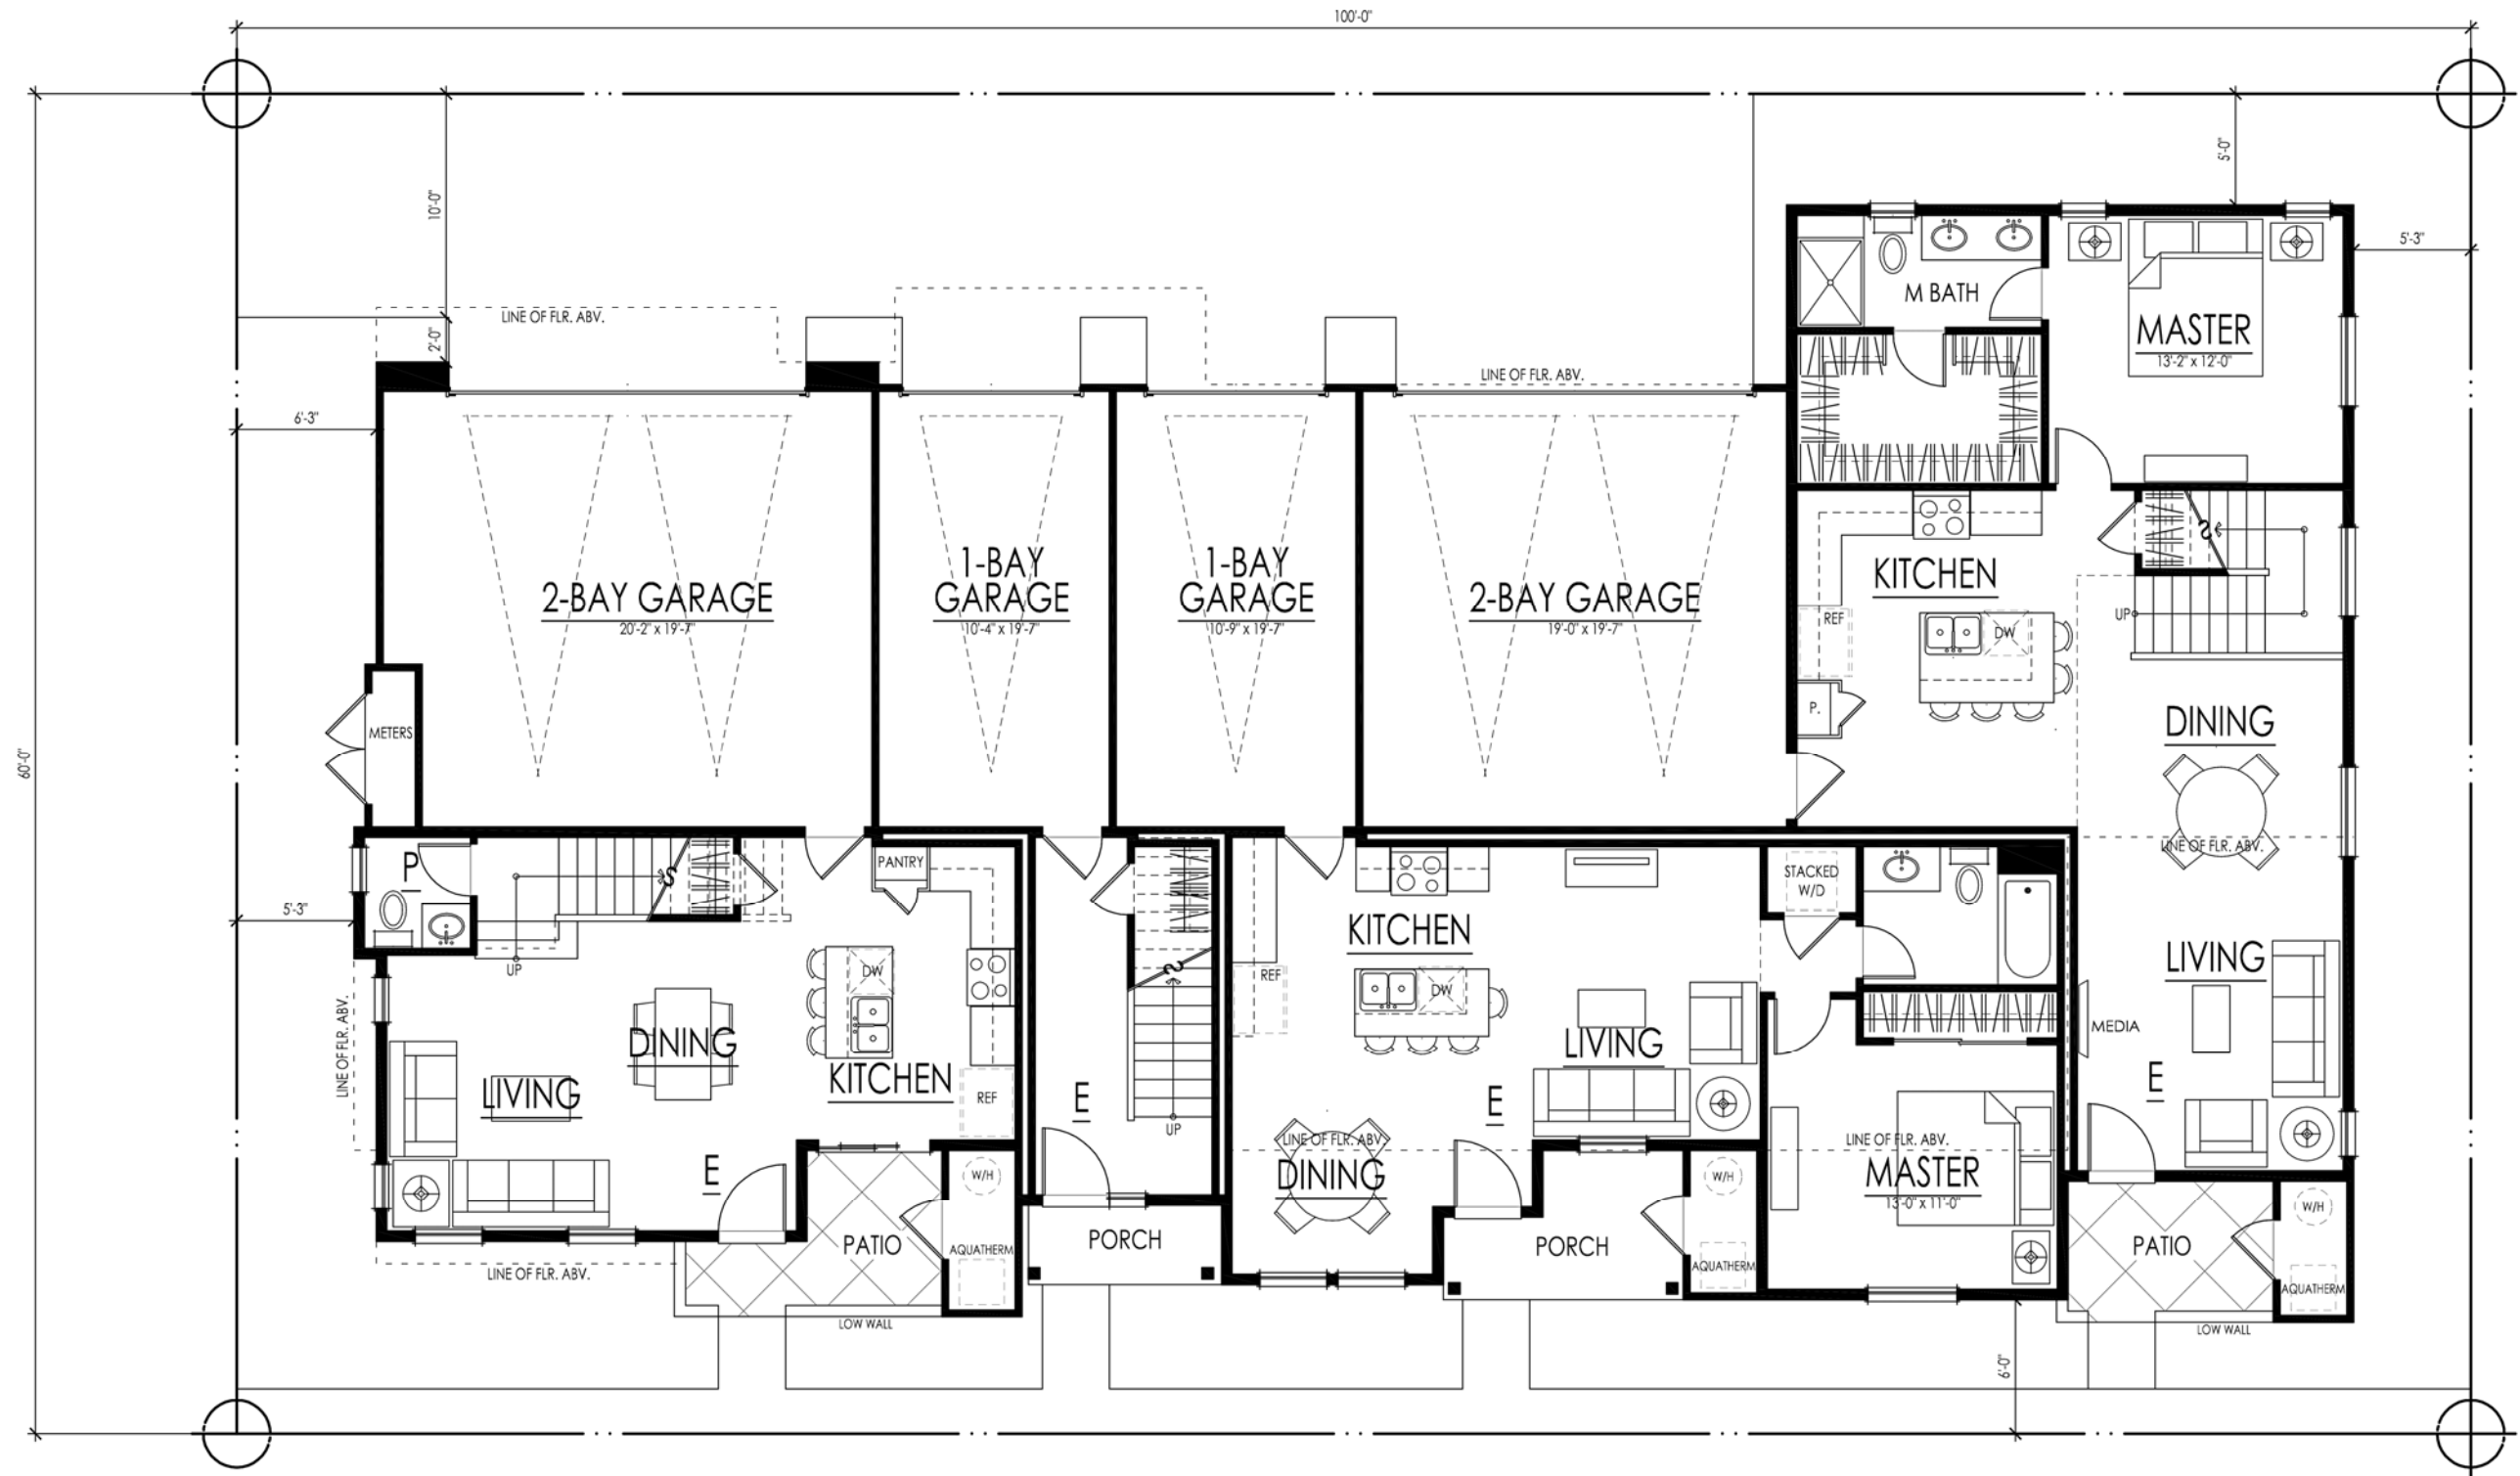 100'-0"
60'-0"
10'-0"
2'-0"
5'-0"
5'-3"
6'-3"
5'-3"
6'-0"
LINE OF FLR. ABV.
LINE OF FLR. ABV.
M BATH
MASTER
13'-2" x 12'-0"
2-BAY GARAGE
20'-2" x 19'-7"
1-BAY
GARAGE
10'-4" x 19'-7"
1-BAY
GARAGE
10'-9" x 19'-7"
2-BAY GARAGE
19'-0" x 19'-7"
KITCHEN
REF
DW
P.
UP
DINING
LINE OF FLR. ABV.
LIVING
MEDIA
E
METERS
P
UP
PANTRY
DW
DINING
KITCHEN
REF
LIVING
E
LINE OF FLR. ABV.
LINE OF FLR. ABV.
PATIO
W/H
AQUATHERM
LOW WALL
E
UP
PORCH
KITCHEN
REF
DW
LIVING
E
LINE OF FLR. ABV.
DINING
PORCH
W/H
AQUATHERM
STACKED
W/D
LINE OF FLR. ABV.
MASTER
13'-0" x 11'-0"
PATIO
W/H
AQUATHERM
LOW WALL